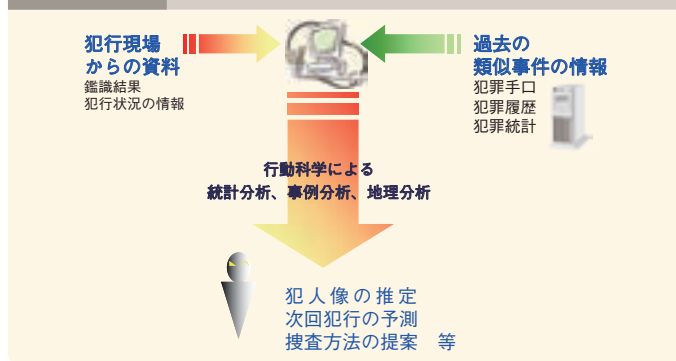 犯行現場
からの資料
鑑識結果
犯行状況の情報
過去の
類似事件の情報
犯罪手口
犯罪履歴
犯罪統計
行動科学による
統計分析、事例分析、地理分析
犯人像の推定
次回犯行の予測
捜査方法の提案　等